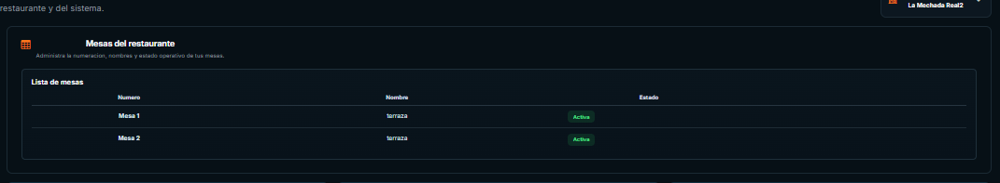 restaurante y del sistema.
La Mechada Real2
Mesas del restaurante
Administra la numeracion, nombres y estado operativo de tus mesas.
Lista de mesas
Numero Nombre Estado
Mesa 1 terraza Activa
Mesa 2 terraza Activa